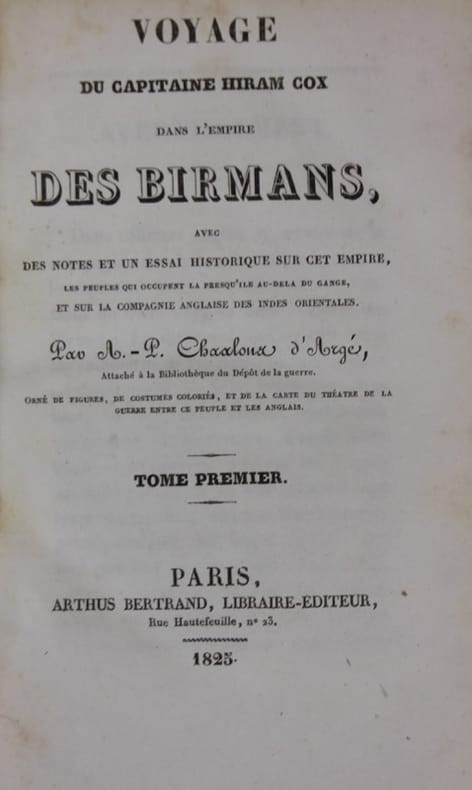 VOYAGE
DU CAPITAINE HIRAM COX
DANS L'EMPIRE
DES BIRMANS,
AVEC
DES NOTES ET UN ESSAI HISTORIQUE SUR CET EMPIRE,
LES PEUPLES QUI OCCUPENT LA PRESQU'ILE AU-DELA DU GANGE,
ET SUR LA COMPAGNIE ANGLAISE DES INDES ORIENTALES.
Par A.-P. Chaalons d'Argé,
Attaché à la Bibliothèque du Dépôt de la guerre.
ORNÉ DE FIGURES, DE COSTUMES COLORIÉS, ET DE LA CARTE DU THÉATRE DE LA
GUERRE ENTRE CE PEUPLE ET LES ANGLAIS.
TOME PREMIER.
PARIS,
ARTHUS BERTRAND, LIBRAIRE-EDITEUR,
Rue Hautefeuille, nº 23.
1825.